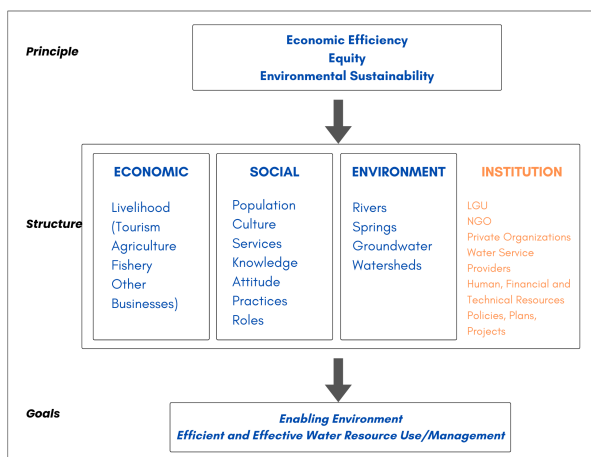 Principle
Economic Efficiency
Equity
Environmental Sustainability
Structure
ECONOMIC
Livelihood
(Tourism
Agriculture
Fishery
Other
Businesses)
SOCIAL
Population
Culture
Services
Knowledge
Attitude
Practices
Roles
ENVIRONMENT
Rivers
Springs
Groundwater
Watersheds
INSTITUTION
LGU
NGO
Private Organizations
Water Service
Providers
Human, Financial and
Technical Resources
Policies, Plans,
Projects
Goals
Enabling Environment
Efficient and Effective Water Resource Use/Management